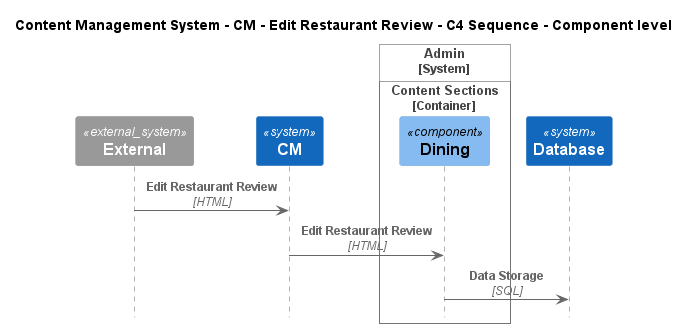 Content Management System - CM - Edit Restaurant Review - C4 Sequence - Component level
Admin
[System]
Content Sections
[Container]
«external_system»
External
«system»
CM
«component»
Dining
«system»
Database
Edit Restaurant Review
[HTML]
Edit Restaurant Review
[HTML]
Data Storage
[SQL]